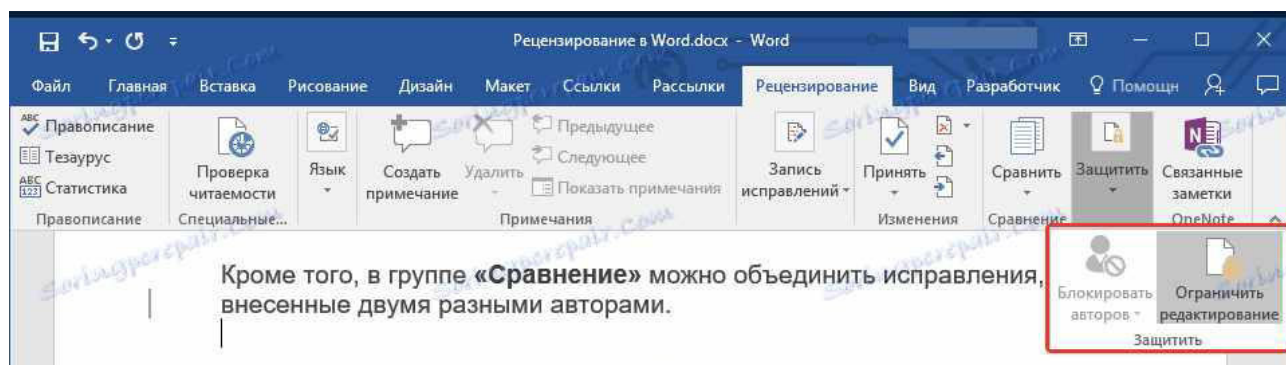 Рецензирование в Word.docx - Word
Файл Главная Вставка Рисование Дизайн Макет Ссылки Рассылки Рецензирование Вид Разработчик Помощн
ABC Правописание
Тезаурус
ABC 123 Статистика
Правописание
Проверка
читаемости
Специальные...
Язык
Создать
примечание
Удалить
Предыдущее
Следующее
Показать примечания
Примечания
Запись
исправлений
Принять
Изменения
Сравнить
Сравнение
Защитить
N
Связанные
заметки
OneNote
Кроме того, в группе «Сравнение» можно объединить исправления,
внесенные двумя разными авторами.
Блокировать
авторов
Ограничить
редактирование
Защитить